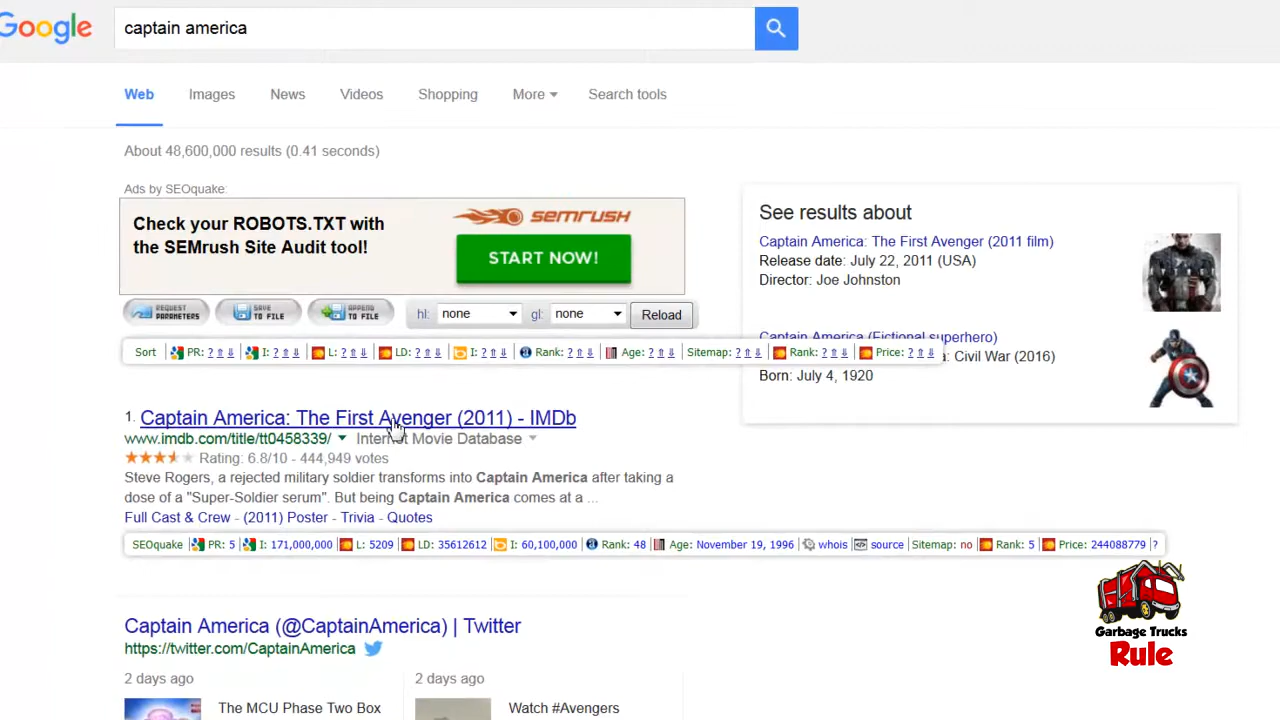 Google
captain america
Web Images News Videos Shopping More Search tools
About 48,600,000 results (0.41 seconds)
Ads by SEOquake:
Check your ROBOTS.TXT with
the SEMrush Site Audit tool!
semrush
START NOW!
REQUEST PARAMETERS SAVE TO FILE APPEND TO FILE hl: none gl: none Reload
Sort PR: ? I: ? L: ? LD: ? I: ? Rank: ? Age: ? Sitemap: ? Rank: ? Price: ?
See results about
Captain America: The First Avenger (2011 film)
Release date: July 22, 2011 (USA)
Director: Joe Johnston
Captain America (Fictional superhero)
a: Civil War (2016)
Born: July 4, 1920
1. Captain America: The First Avenger (2011) - IMDb
www.imdb.com/title/tt0458339/ Internet Movie Database
Rating: 6.8/10 - 444,949 votes
Steve Rogers, a rejected military soldier transforms into Captain America after taking a
dose of a "Super-Soldier serum". But being Captain America comes at a ...
Full Cast & Crew - (2011) Poster - Trivia - Quotes
SEOquake PR: 5 I: 171,000,000 L: 5209 LD: 35612612 I: 60,100,000 Rank: 48 Age: November 19, 1996 whois source Sitemap: no Rank: 5 Price: 244088779 ?
Garbage Trucks
Rule
Captain America (@CaptainAmerica) | Twitter
https://twitter.com/CaptainAmerica
2 days ago 2 days ago
The MCU Phase Two Box Watch #Avengers